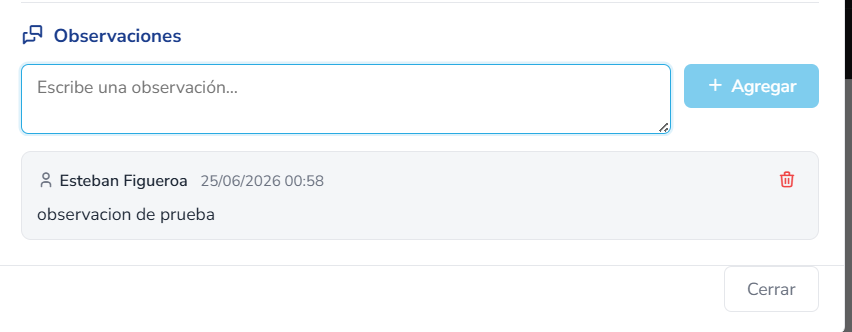 Observaciones
Escribe una observación...
+ Agregar
Esteban Figueroa 25/06/2026 00:58
observacion de prueba
Cerrar